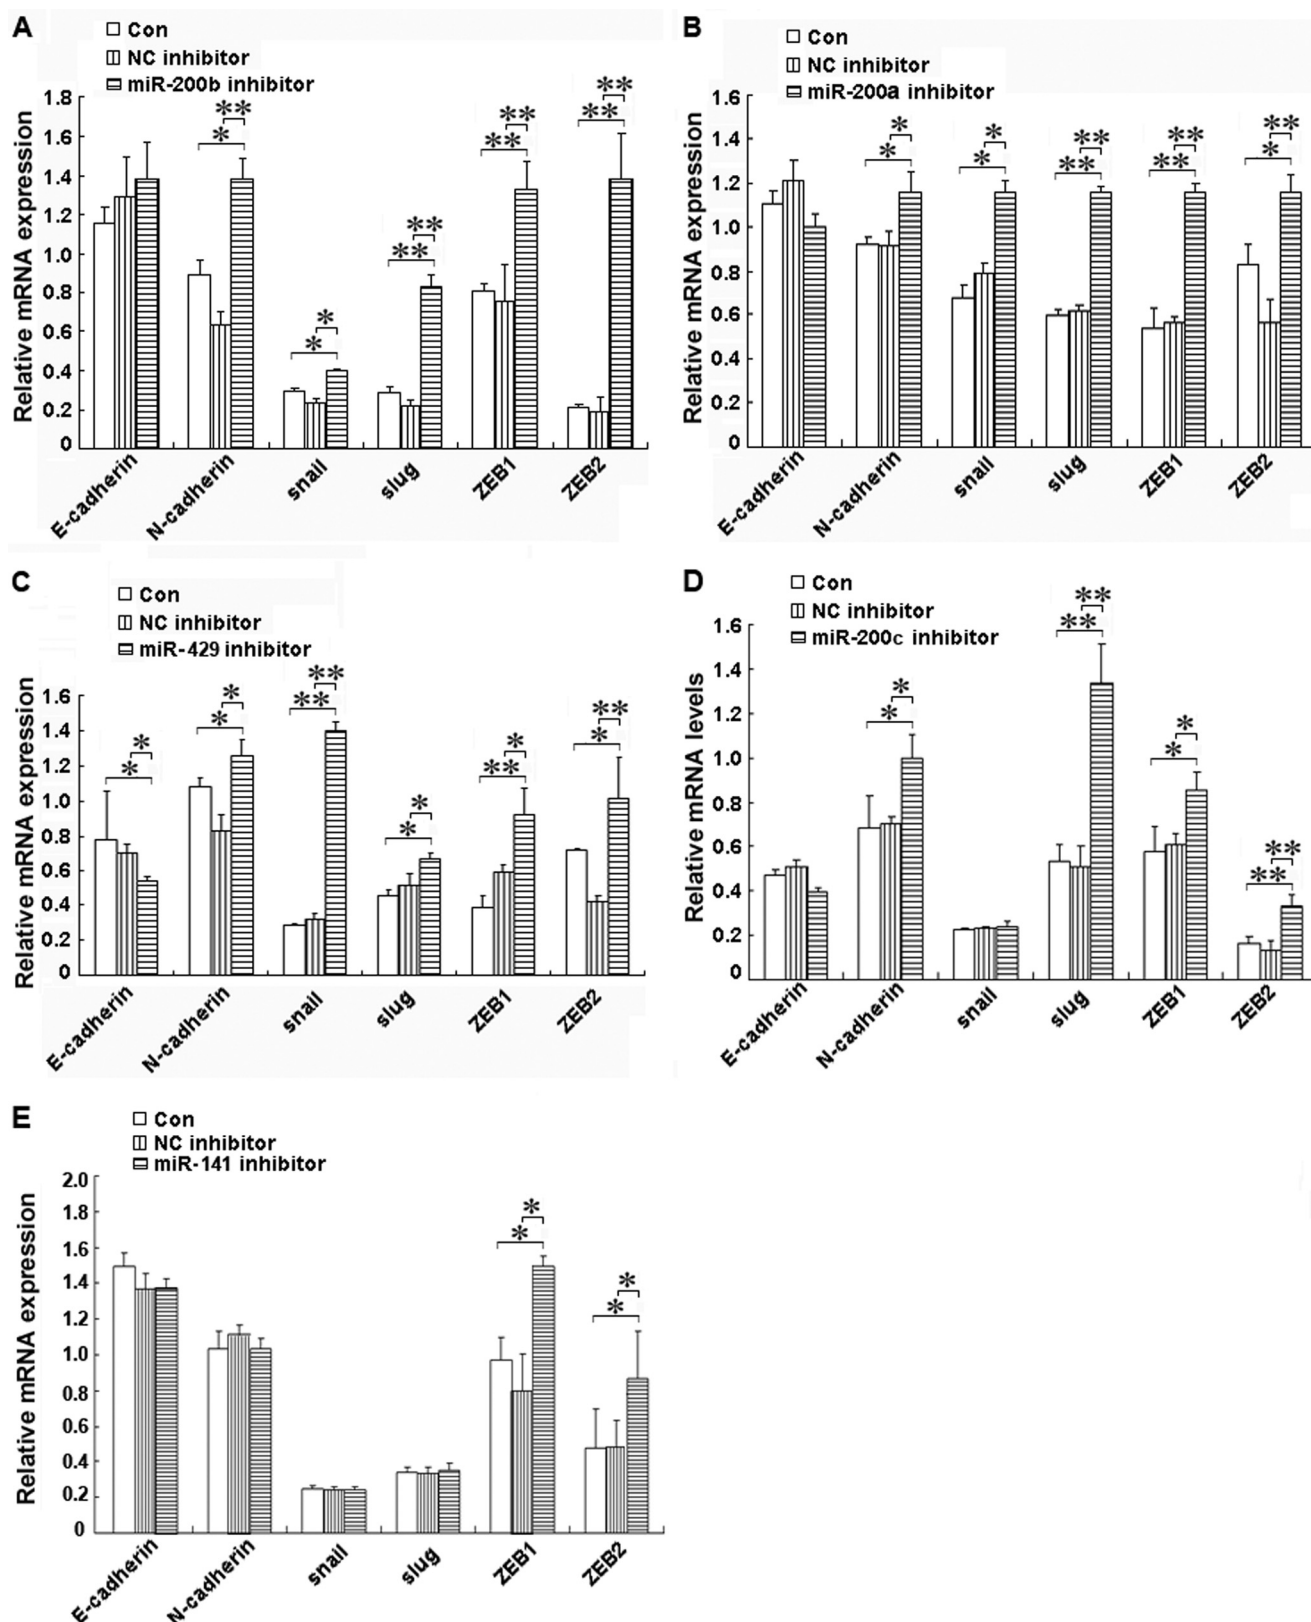 A
Con
NC inhibitor
miR-200b inhibitor
Relative mRNA expression
1.8
1.6
1.4
1.2
1.0
0.8
0.6
0.4
0.2
0
** * * * ** ** ** ** ** **
E-cadherin N-cadherin snail slug ZEB1 ZEB2
B
Con
NC inhibitor
miR-200a inhibitor
Relative mRNA expression
1.6
1.4
1.2
1.0
0.8
0.6
0.4
0.2
0
* * * * ** ** ** ** ** *
E-cadherin N-cadherin snail slug ZEB1 ZEB2
C
Con
NC inhibitor
miR-429 inhibitor
Relative mRNA expression
1.6
1.4
1.2
1.0
0.8
0.6
0.4
0.2
0
* * * * ** ** * * * ** ** *
E-cadherin N-cadherin snail slug ZEB1 ZEB2
D
Con
NC inhibitor
miR-200c inhibitor
Relative mRNA levels
1.6
1.4
1.2
1.0
0.8
0.6
0.4
0.2
0
* * ** ** * * ** **
E-cadherin N-cadherin snail slug ZEB1 ZEB2
E
Con
NC inhibitor
miR-141 inhibitor
Relative mRNA expression
2.0
1.8
1.6
1.4
1.2
1.0
0.8
0.6
0.4
0.2
0
* * * *
E-cadherin N-cadherin snail slug ZEB1 ZEB2